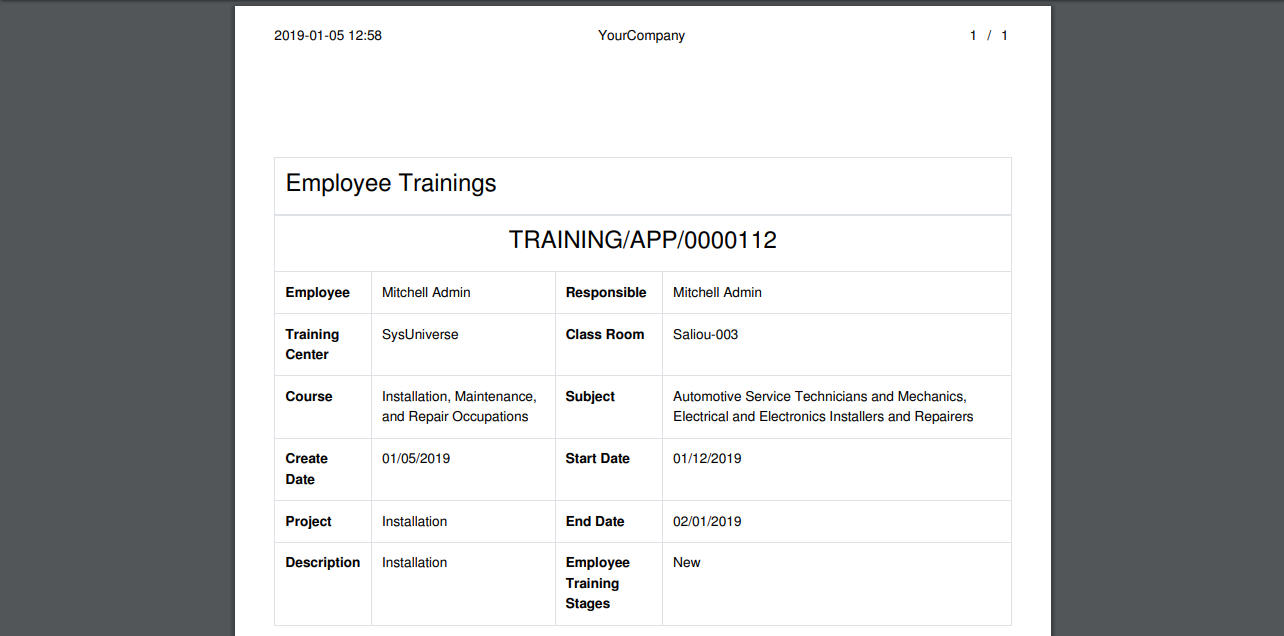 2019-01-05 12:58 YourCompany 1 / 1
Employee Trainings
TRAINING/APP/0000112
Employee Mitchell Admin Responsible Mitchell Admin
Training SysUniverse Class Room Saliou-003
Center
Course Installation, Maintenance, Subject Automotive Service Technicians and Mechanics,
and Repair Occupations Electrical and Electronics Installers and Repairers
Create 01/05/2019 Start Date 01/12/2019
Date
Project Installation End Date 02/01/2019
Description Installation Employee New
Training
Stages